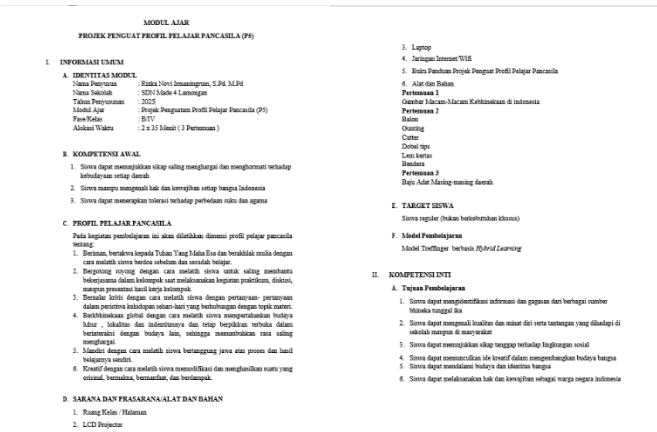 MODUL AJAR
PROJEK PENGUAT PROFIL PELAJAR PANCASILA (P5)
I. INFORMASI UMUM
A. IDENTITAS MODUL
Nama Penyusun : Rizka Novi Irmaningrum, S.Pd. M.Pd
Nama Sekolah : SDN Made 4 Lamongan
Tahun Penyusunan : 2025
Modul Ajar : Projek Penguatan Profil Pelajar Pancasila (P5)
Fase/Kelas : B/IV
Alokasi Waktu : 2 x 35 Menit ( 3 Pertemuan )
B. KOMPETENSI AWAL
1. Siswa dapat menunjukkan sikap saling menghargai dan menghormati terhadap
kebudayaan setiap daerah
2. Siswa mampu mengenali hak dan kewajiban setiap bangsa Indonesia
3. Siswa dapat menerapkan toleransi terhadap perbedaan suku dan agama
C. PROFIL PELAJAR PANCASILA
Pada kegiatan pembelajaran ini akan dilatihkan dimensi profil pelajar pancasila
tentang:
1. Beriman, bertakwa kepada Tuhan Yang Maha Esa dan berakhlak mulia dengan
cara melatih siswa berdoa sebelum dan sesudah belajar.
2. Bergotong royong dengan cara melatih siswa untuk saling membantu
bekerjasama dalam kelompok saat melaksanakan kegiatan praktikum, diskusi,
maupun presentasi hasil kerja kelompok.
3. Bernalar kritis dengan cara melatih siswa dengan pertanyaan- pertanyaan
dalam peristiwa kehidupan sehari-hari yang berhubungan dengan topik materi.
4. Berkebhinekaan global dengan cara melatih siswa mempertahankan budaya
luhur , lokalitas dan indentitasnya dan tetap berpikiran terbuka dalam
berinteraksi dengan budaya lain, sehingga menumbuhkan rasa saling
menghargai.
5. Mandiri dengan cara melatih siswa bertanggung jawab atas proses dan hasil
belajarnya sendiri.
6. Kreatif dengan cara melatih siswa memodifikasi dan menghasilkan suatu yang
orisinal, bermakna, bermanfaat, dan berdampak.
D. SARANA DAN PRASARANA/ALAT DAN BAHAN
1. Ruang Kelas / Halaman
2. LCD Projector
3. Laptop
4. Jaringan Internet/Wifi
5. Buku Panduan Projek Penguat Profil Pelajar Pancasila
6. Alat dan Bahan
Pertemuan 1
Gambar Macam-Macam Kebhinekaan di indonesia
Pertemuan 2
Balon
Gunting
Cutter
Dobel tips
Lem kertas
Bendera
Pertemuan 3
Baju Adat Masing-masing daerah
E. TARGET SISWA
Siswa reguler (bukan berkebutuhan khusus)
F. Model Pembelajaran
Model Treffinger berbasis Hybrid Learning
II. KOMPETENSI INTI
A. Tujuan Pembelajaran
1. Siswa dapat mengidentifikasi informasi dan gagasan dari berbagai sumber
bhineka tunggal ika
2. Siswa dapat mengenali kualitas dan minat diri serta tantangan yang dihadapi di
sekolah maupun di masyarakat
3. Siswa dapat menunjukkan sikap tanggap terhadap lingkungan sosial
4. Siswa dapat memunculkan ide kreatif dalam mengembangkan budaya bangsa
5. Siswa dapat mendalami budaya dan identitas bangsa
6. Siswa dapat melaksanakan hak dan kewajiban sebagai warga negara indonesia